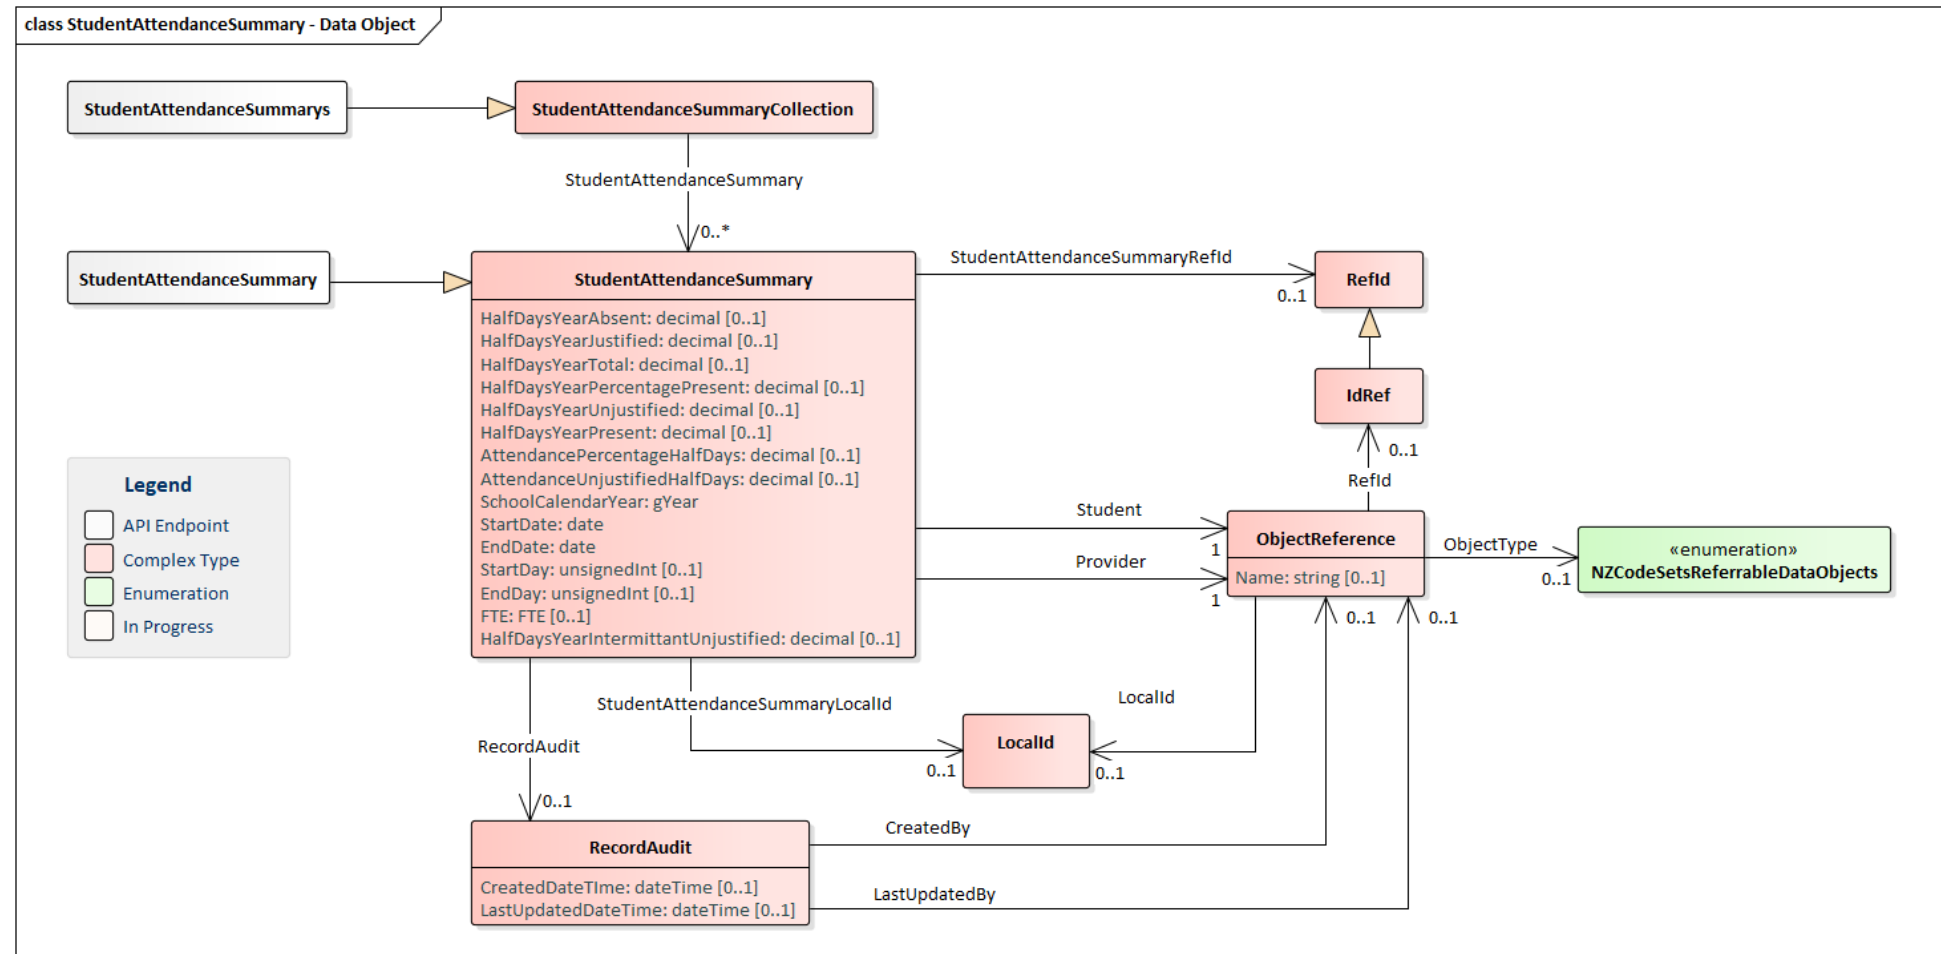 class StudentAttendanceSummary - Data Object
StudentAttendanceSummarys
StudentAttendanceSummaryCollection
StudentAttendanceSummary
0..*
StudentAttendanceSummary
StudentAttendanceSummary
HalfDaysYearAbsent: decimal [0..1]
HalfDaysYearJustified: decimal [0..1]
HalfDaysYearTotal: decimal [0..1]
HalfDaysYearPercentagePresent: decimal [0..1]
HalfDaysYearUnjustified: decimal [0..1]
HalfDaysYearPresent: decimal [0..1]
AttendancePercentageHalfDays: decimal [0..1]
AttendanceUnjustifiedHalfDays: decimal [0..1]
SchoolCalendarYear: gYear
StartDate: date
EndDate: date
StartDay: unsignedInt [0..1]
EndDay: unsignedInt [0..1]
FTE: FTE [0..1]
HalfDaysYearIntermittantUnjustified: decimal [0..1]
StudentAttendanceSummaryRefId
0..1
RefId
IdRef
0..1
RefId
Student
1
Provider
1
ObjectReference
Name: string [0..1]
ObjectType
0..1
«enumeration»
NZCodeSetsReferrableDataObjects
0..1
0..1
Legend
API Endpoint
Complex Type
Enumeration
In Progress
StudentAttendanceSummaryLocalId
0..1
LocalId
LocalId
0..1
RecordAudit
0..1
RecordAudit
CreatedDateTIme: dateTime [0..1]
LastUpdatedDateTime: dateTime [0..1]
CreatedBy
LastUpdatedBy